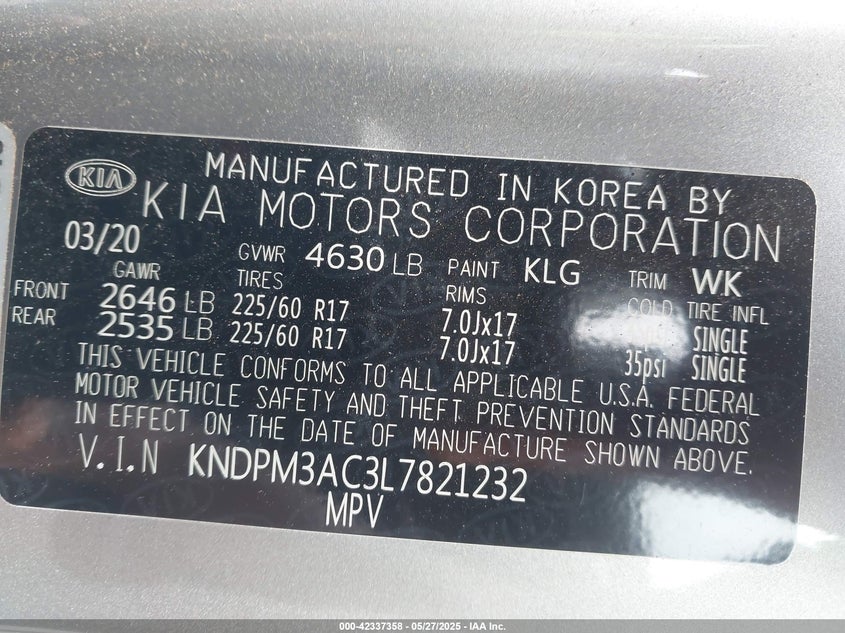 KIA
MANUFACTURED IN KOREA BY
KIA MOTORS CORPORATION
03/20 GVWR 4630 LB PAINT KLG TRIM WK
GAWR TIRES RIMS COLD TIRE INFL
FRONT 2646 LB 225/60 R17 7.0Jx17 SINGLE
REAR 2535 LB 225/60 R17 7.0Jx17 35psi SINGLE
THIS VEHICLE CONFORMS TO ALL APPLICABLE U.S.A. FEDERAL
MOTOR VEHICLE SAFETY AND THEFT PREVENTION STANDARDS
IN EFFECT ON THE DATE OF MANUFACTURE SHOWN ABOVE.
V.I.N KNDPM3AC3L7821232
MPV
000-42337358 - 05/27/2025 - IAA Inc.